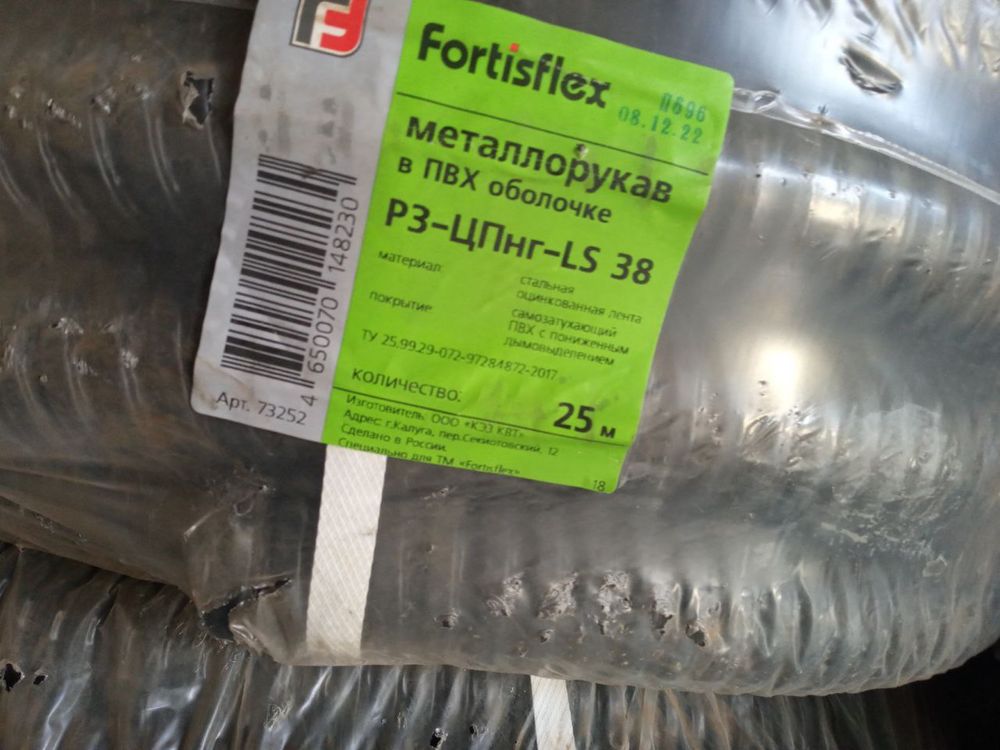 Fortisflex
П696
08.12.22
металлорукав
в ПВХ оболочке
РЗ-ЦПнг-LS 38
материал:
стальная
оцинкованная лента
покрытие
самозатухающий
ПВХ с пониженным
дымовыделением
ТУ 25.99.29-072-97284872-2017
количество:
25 м
Изготовитель: ООО «КЭЗ КВТ»
Адрес: г.Калуга, пер.Секиотовский, 12
Сделано в России.
Специально для ТМ «Fortisflex»
18
4 650070 148230
Арт. 73252